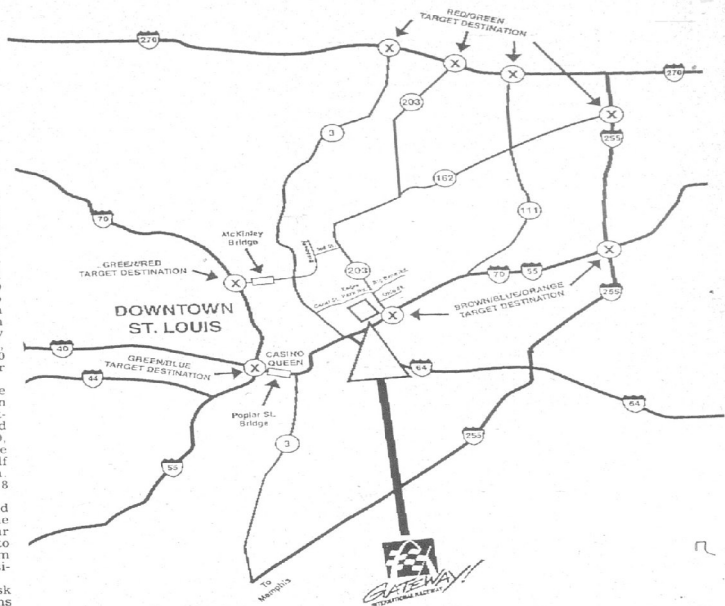 RED/GREEN
TARGET DESTINATION
X
X
X
270
270
203
X
3
255
162
70
McKinley
Bridge
111
GREEN/RED
TARGET DESTINATION
X
203
70
55
X
255
DOWNTOWN
ST. LOUIS
X
BROWN/BLUE/ORANGE
TARGET DESTINATION
40
GREEN/BLUE
TARGET DESTINATION
X
CASINO
QUEEN
44
64
64
Poplar St.
Bridge
3
255
55
To
Memphis
GATEWAY!
INTERNATIONAL RACEWAY